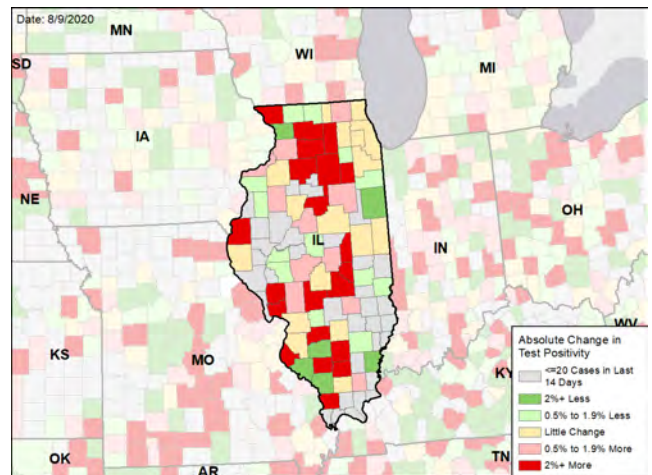 Date: 8/9/2020
MN
WI
SD
MI
IA
NE
OH
IL
IN
WV
KS
MO
KY
OK
AR
TN
Absolute Change in
Test Positivity
<=20 Cases in Last
14 Days
2%+ Less
0.5% to 1.9% Less
Little Change
0.5% to 1.9% More
2%+ More